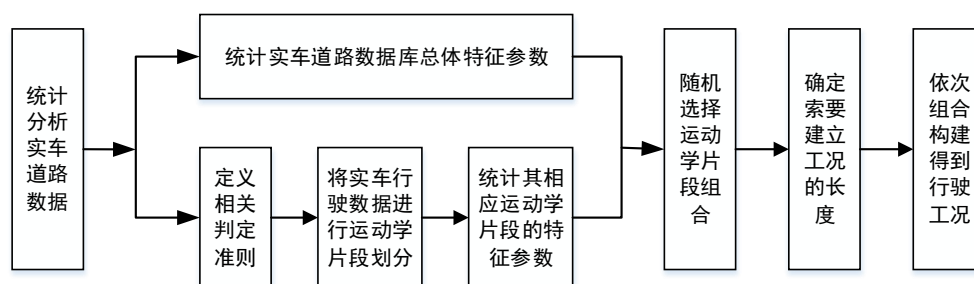 统计
分析
实车
道路
数据
统计实车道路数据库总体特征参数
定义
相关
判定
准则
将实车行
驶数据进
行运动学
片段划分
统计其相
应运动学
片段的特
征参数
随机
选择
运动
学片
段组
合
确定
索要
建立
工况
的长
度
依次
组合
构建
得到
行驶
工况